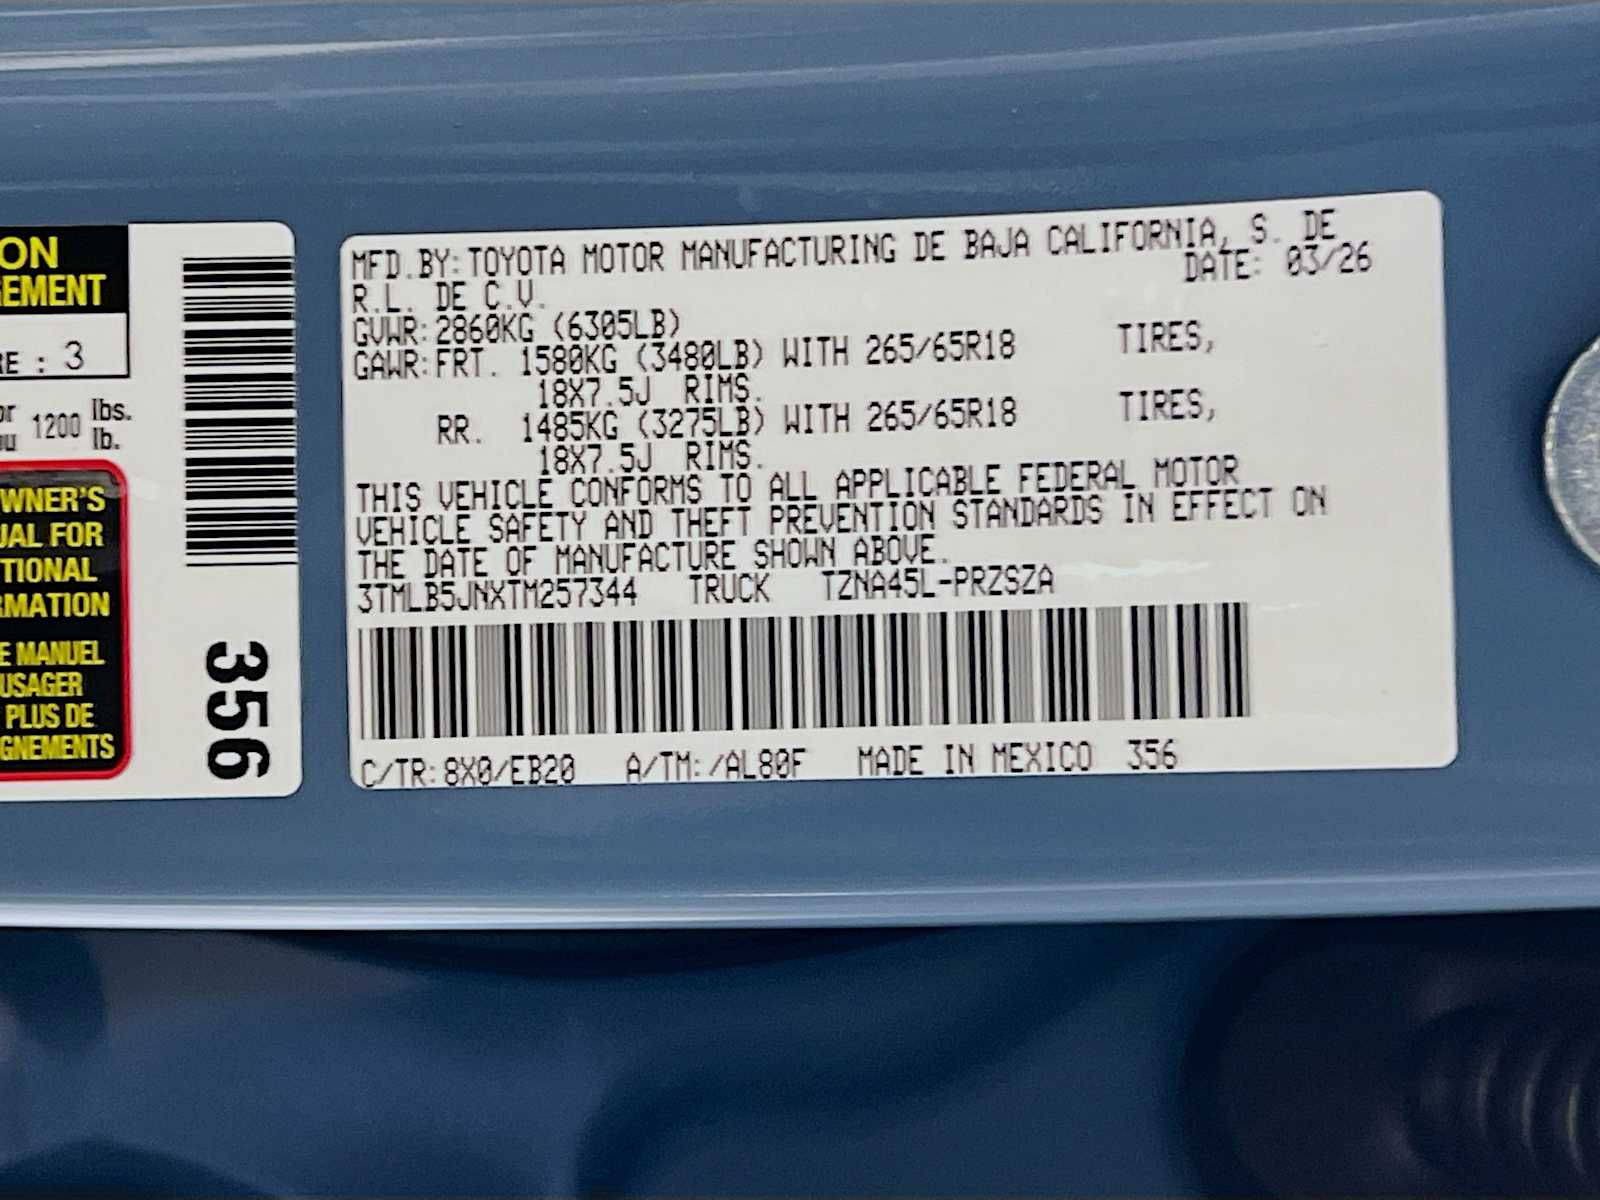 ON
EMENT
RE : 3
or 1200 lbs.
ou lb.
WNER'S
UAL FOR
TIONAL
RMATION
E MANUEL
USAGER
PLUS DE
GNEMENTS
356
MFD.BY:TOYOTA MOTOR MANUFACTURING DE BAJA CALIFORNIA, S. DE
R.L. DE C.V. DATE: 03/26
GVWR:2860KG (6305LB)
GAWR:FRT. 1580KG (3480LB) WITH 265/65R18 TIRES,
18X7.5J RIMS.
RR. 1485KG (3275LB) WITH 265/65R18 TIRES,
18X7.5J RIMS.
THIS VEHICLE CONFORMS TO ALL APPLICABLE FEDERAL MOTOR
VEHICLE SAFETY AND THEFT PREVENTION STANDARDS IN EFFECT ON
THE DATE OF MANUFACTURE SHOWN ABOVE.
3TMLB5JNXTM257344 TRUCK TZNA45L-PRZSZA
C/TR:8X0/EB20 A/TM:/AL80F MADE IN MEXICO 356